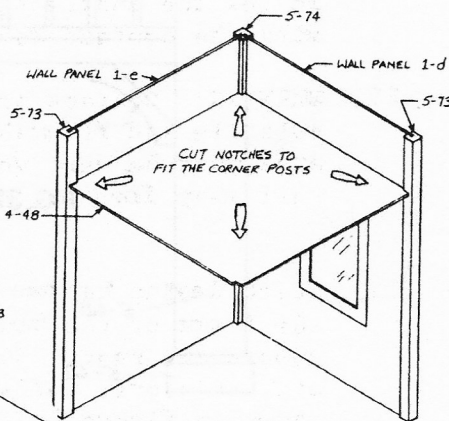 5-74
WALL PANEL 1-e
WALL PANEL 1-d
5-73
5-73
CUT NOTCHES TO
FIT THE CORNER POSTS
4-48